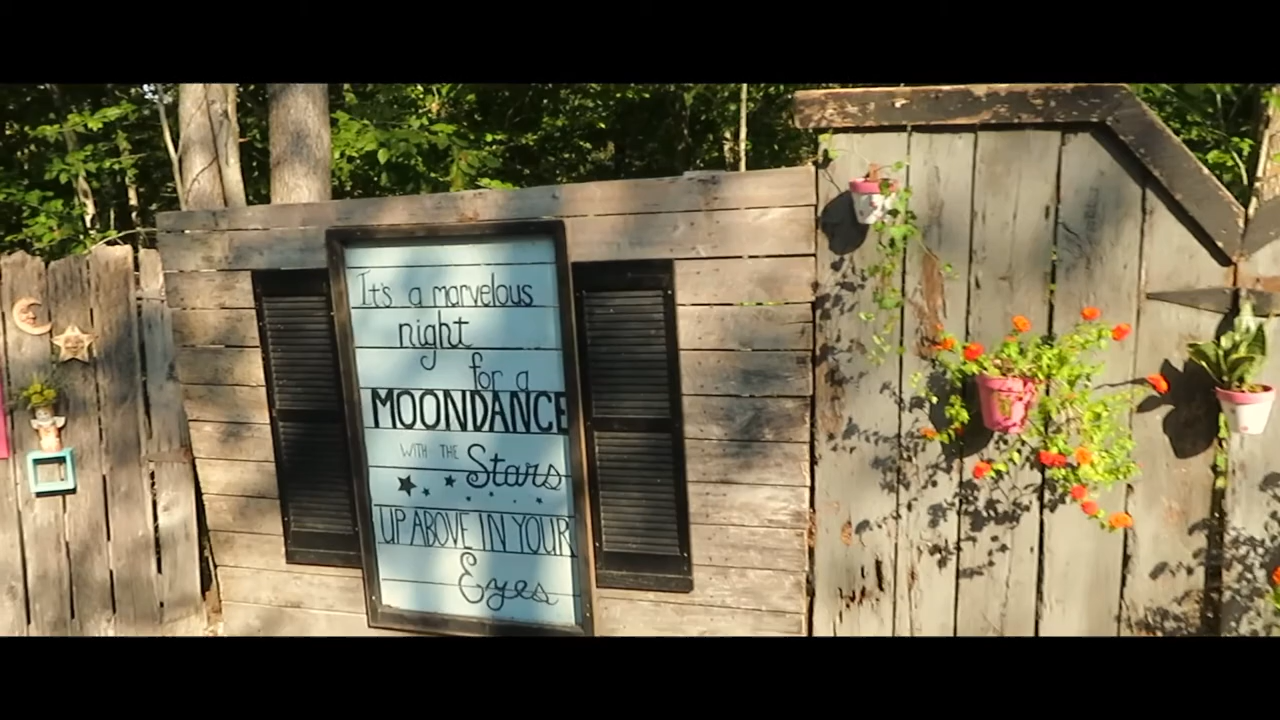 It's a marvelous
night
for a
MOONDANCE
WITH THE Stars
UP ABOVE IN YOUR
Eyes